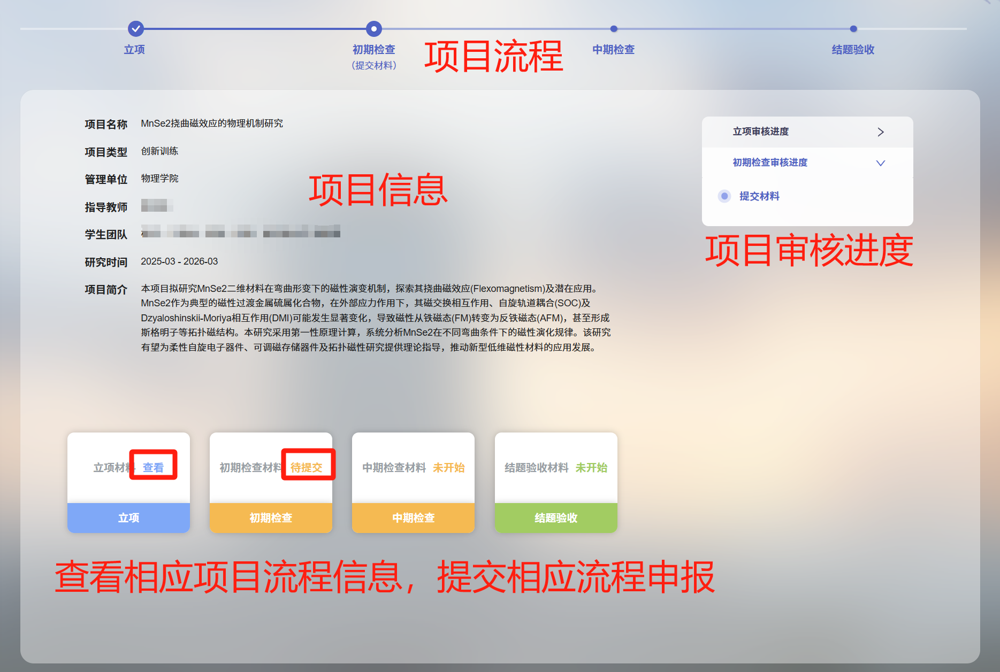 立项
初期检查
（提交材料）
项目流程
中期检查
结题验收
项目名称 MnSe2挠曲磁效应的物理机制研究
项目类型 创新训练
管理单位 物理学院
指导教师
学生团队
研究时间 2025-03 - 2026-03
项目简介 本项目拟研究MnSe2二维材料在弯曲形变下的磁性演变机制，探索其挠曲磁效应(Flexomagnetism)及潜在应用。
MnSe2作为典型的磁性过渡金属硫属化合物，在外部应力作用下，其磁交换相互作用、自旋轨道耦合(SOC)及
Dzyaloshinskii-Moriya相互作用(DMI)可能发生显著变化，导致磁性从铁磁态(FM)转变为反铁磁态(AFM)，甚至形成
斯格明子等拓扑磁结构。本研究采用第一性原理计算，系统分析MnSe2在不同弯曲条件下的磁性演化规律。该研究
有望为柔性自旋电子器件、可调磁存储器件及拓扑磁性研究提供理论指导，推动新型低维磁性材料的应用发展。
项目信息
立项审核进度
初期检查审核进度
提交材料
项目审核进度
立项材料 查看
立项
初期检查材料 待提交
初期检查
中期检查材料 未开始
中期检查
结题验收材料 未开始
结题验收
查看相应项目流程信息，提交相应流程申报